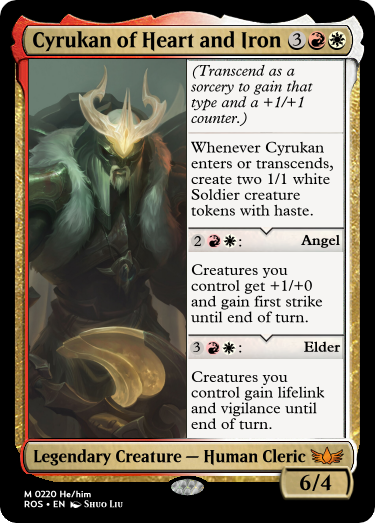 Cyrukan of Heart and Iron 3
(Transcend as a
sorcery to gain that
type and a +1/+1
counter.)
Whenever Cyrukan
enters or transcends,
create two 1/1 white
Soldier creature
tokens with haste.
2 : Angel
Creatures you
control get +1/+0
and gain first strike
until end of turn.
3 : Elder
Creatures you
control gain lifelink
and vigilance until
end of turn.
Legendary Creature — Human Cleric
6/4
M 0220 He/him
ROS • EN Shuo Liu